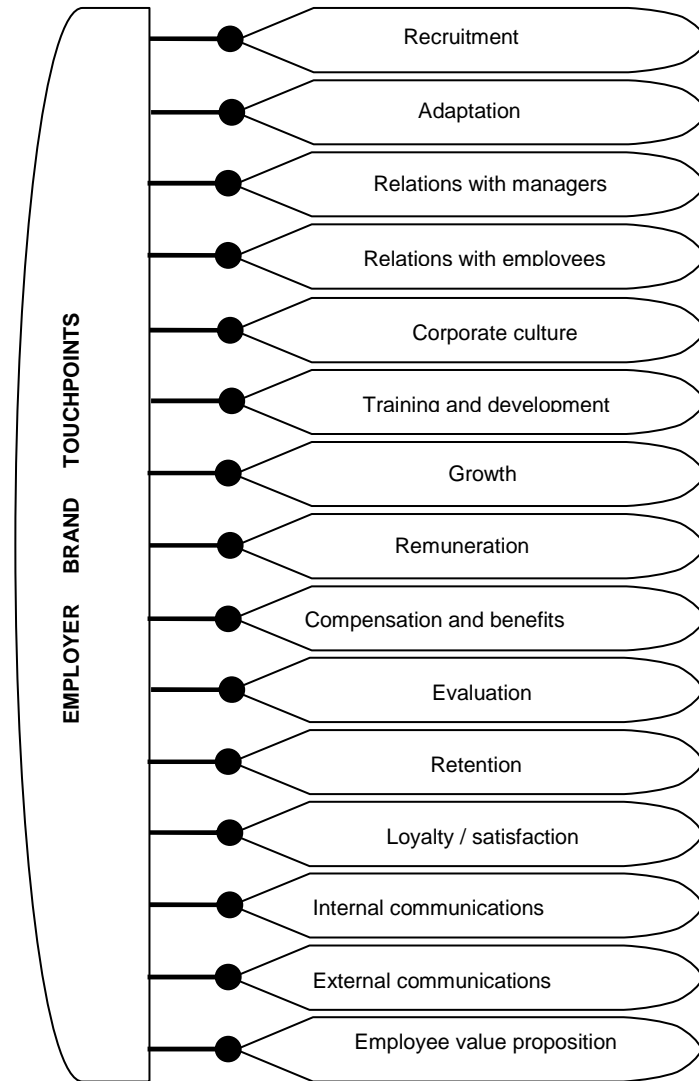 EMPLOYER BRAND TOUCHPOINTS
Recruitment
Adaptation
Relations with managers
Relations with employees
Corporate culture
Training and development
Growth
Remuneration
Compensation and benefits
Evaluation
Retention
Loyalty / satisfaction
Internal communications
External communications
Employee value proposition